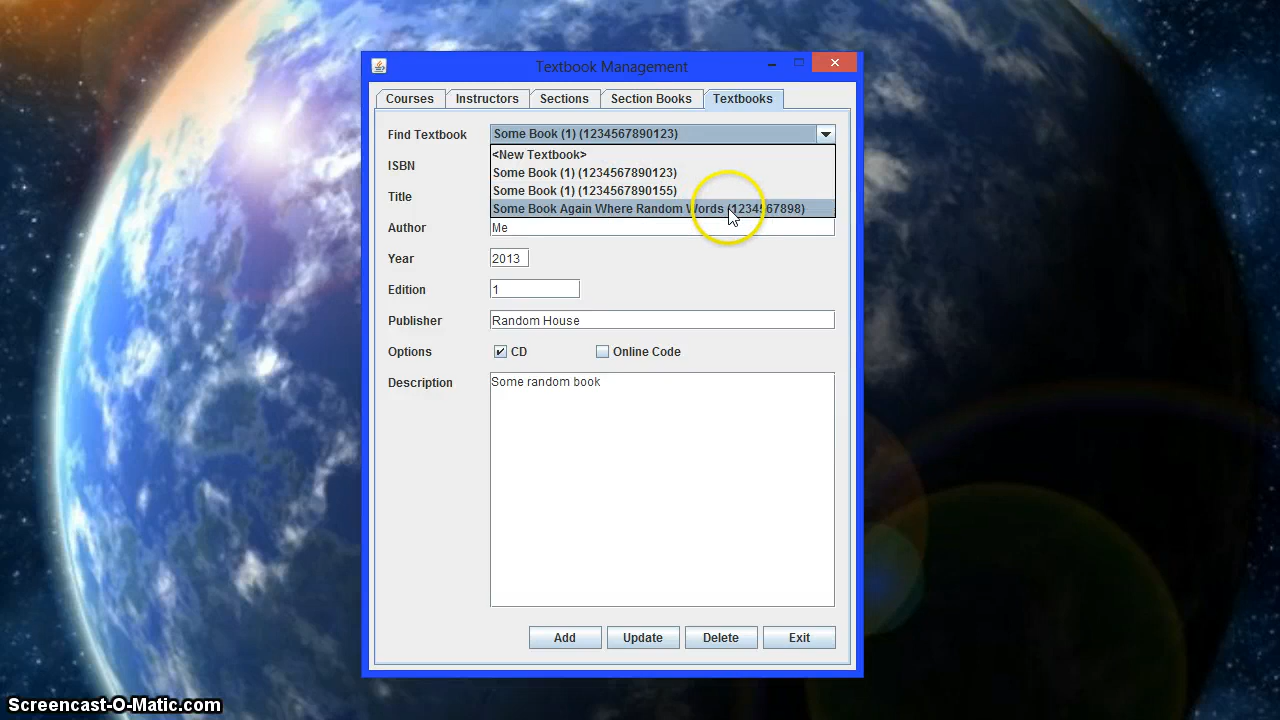 Textbook Management
Courses Instructors Sections Section Books Textbooks
Find Textbook Some Book (1) (1234567890123)
<New Textbook>
ISBN Some Book (1) (1234567890123)
Title Some Book (1) (1234567890155)
Some Book Again Where Random Words (1234567898)
Author Me
Year 2013
Edition 1
Publisher Random House
Options CD Online Code
Description Some random book
Add Update Delete Exit
Screencast-O-Matic.com